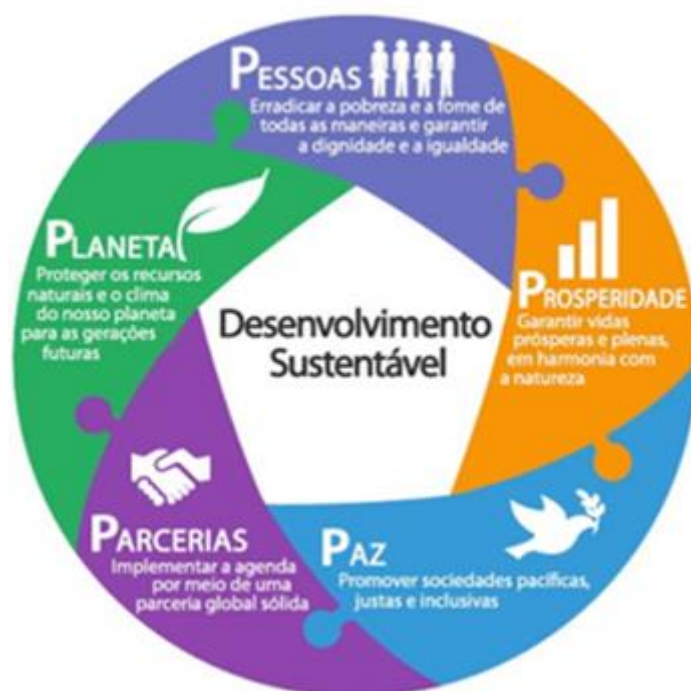 PESSOAS
Erradicar a pobreza e a fome de
todas as maneiras e garantir
a dignidade e a igualdade
PROSPERIDADE
Garantir vidas
prósperas e plenas,
em harmonia com
a natureza
PAZ
Promover sociedades pacíficas,
justas e inclusivas
PARCERIAS
Implementar a agenda
por meio de uma
parceria global sólida
PLANETA
Proteger os recursos
naturais e o clima
do nosso planeta
para as gerações
futuras
Desenvolvimento
Sustentável